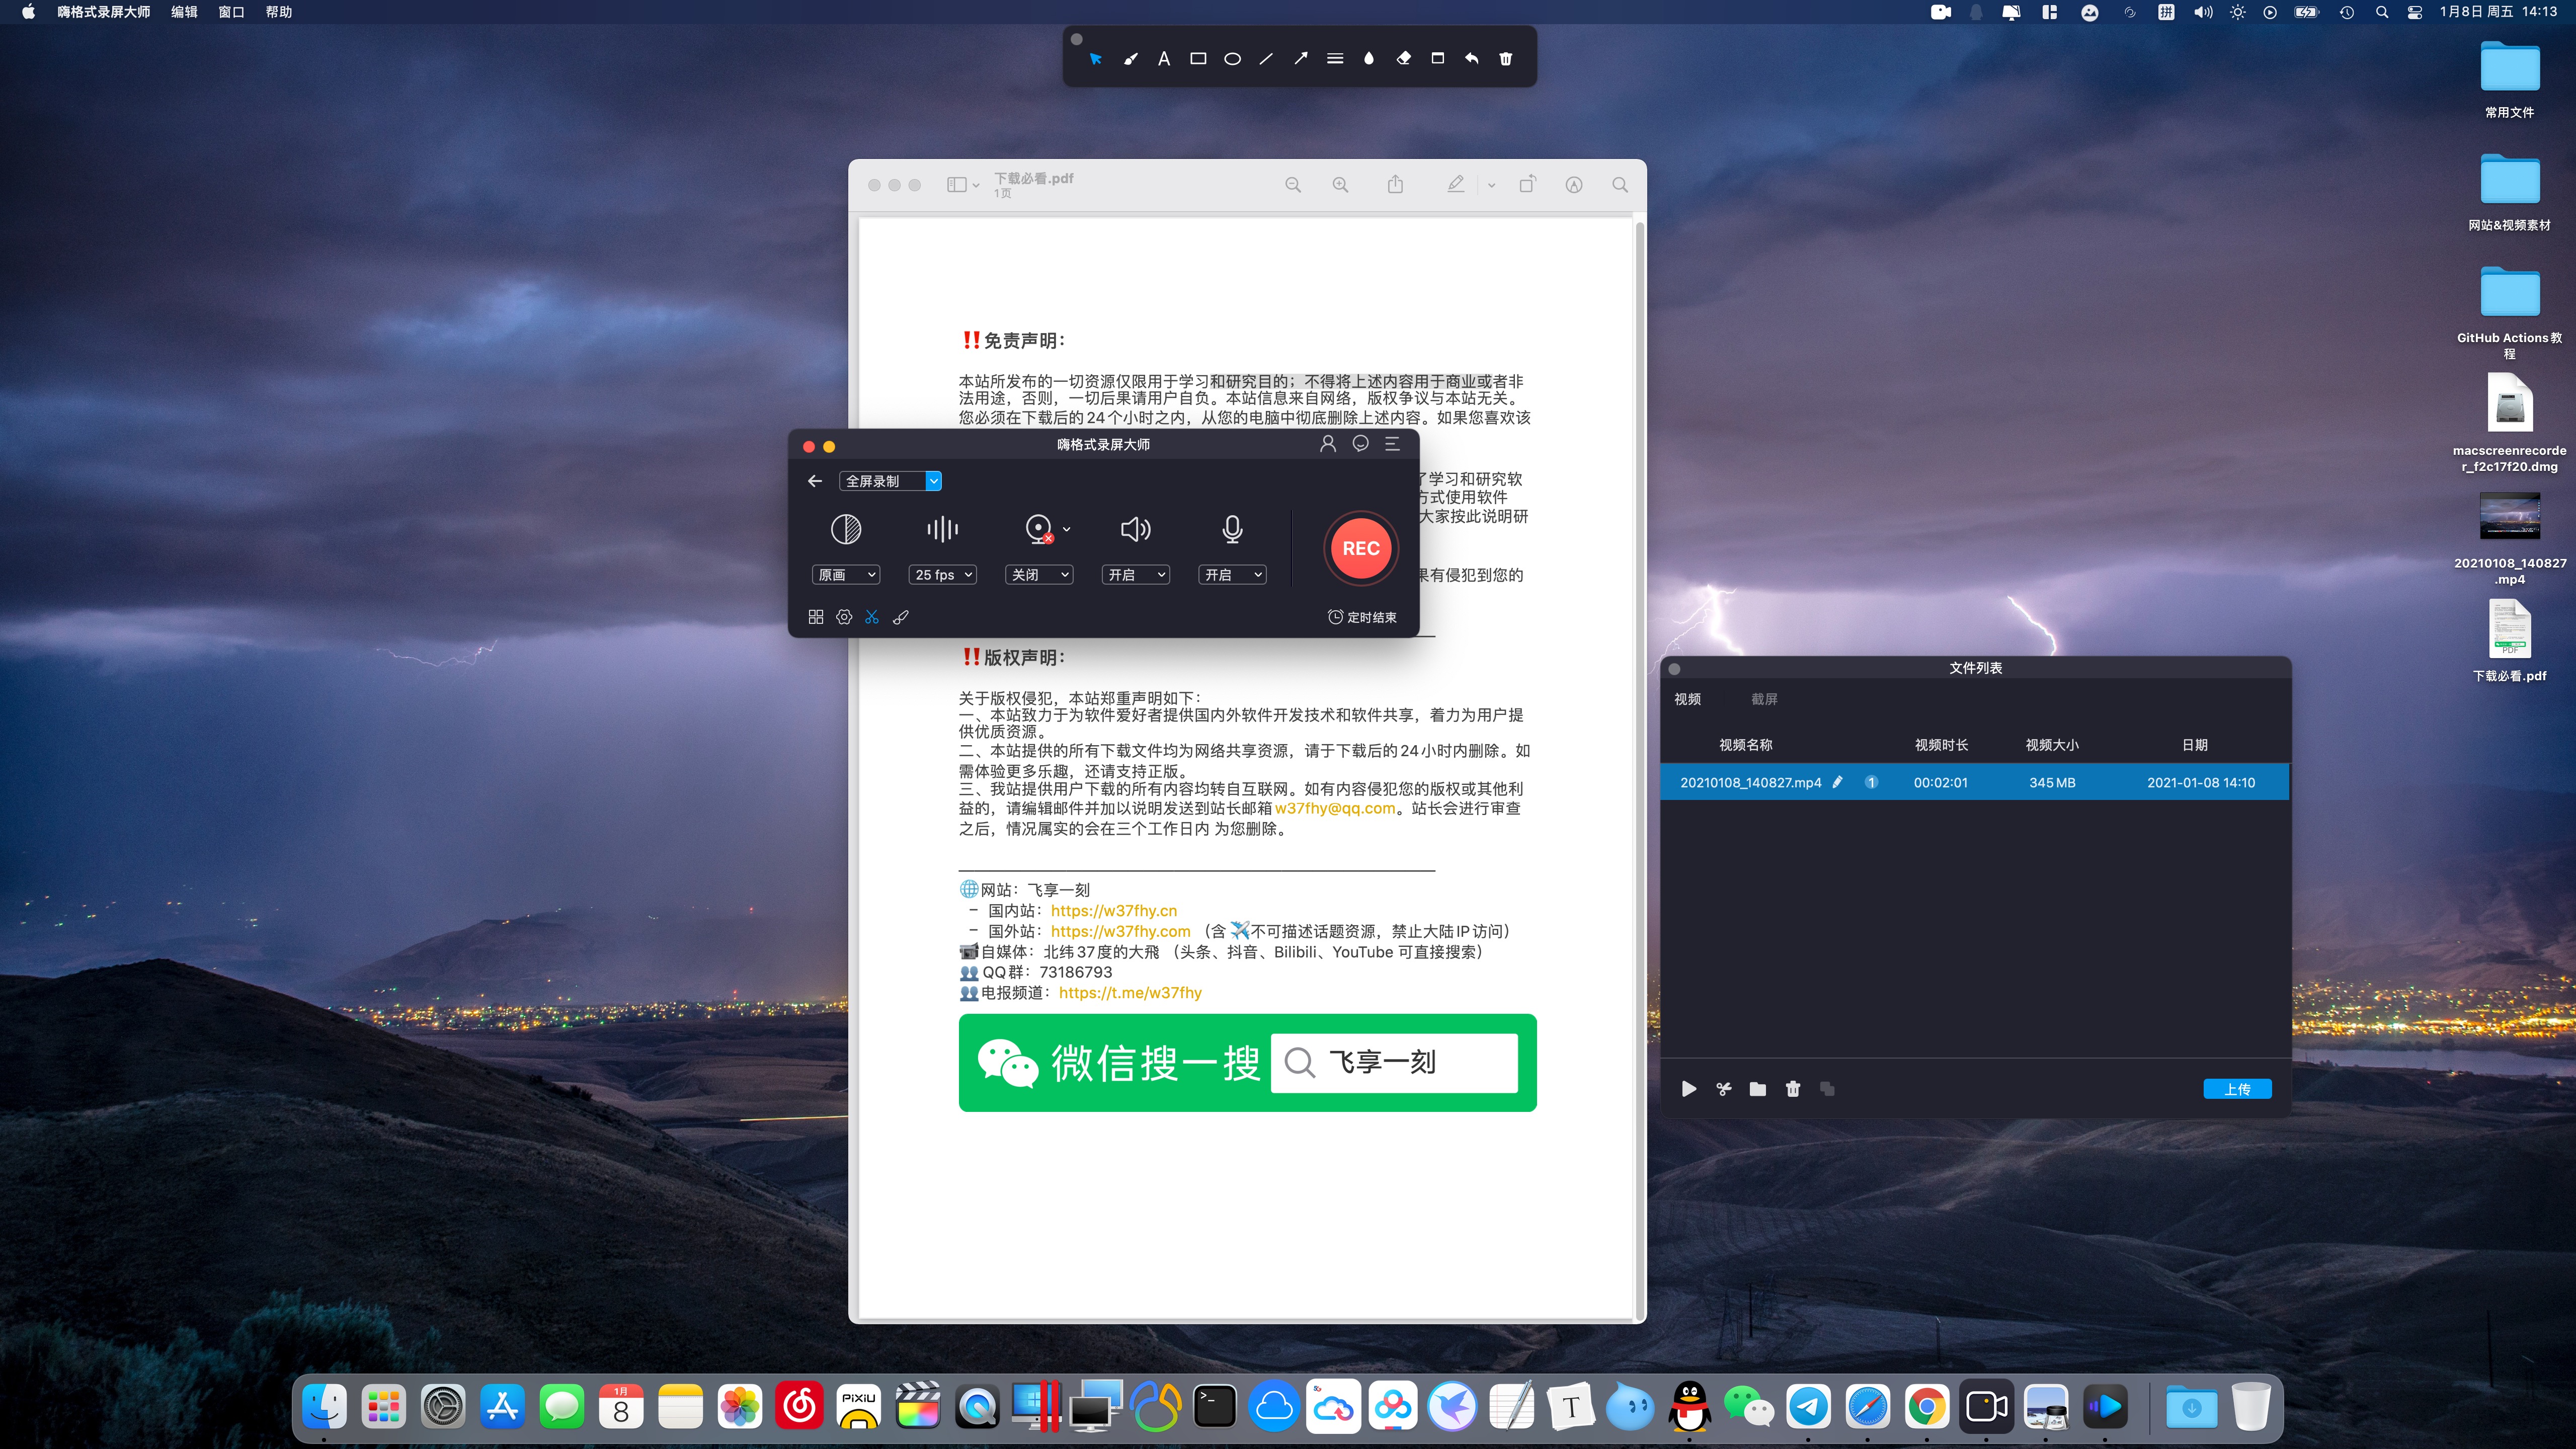 嗨格式录屏大师 编辑 窗口 帮助
拼
1月8日 周五 14:13
A
下载必看.pdf
1页
!!免责声明：
本站所发布的一切资源仅限用于学习和研究目的；不得将上述内容用于商业或者非
法用途，否则，一切后果请用户自负。本站信息来自网络，版权争议与本站无关。
您必须在下载后的24个小时之内，从您的电脑中彻底删除上述内容。如果您喜欢该
学习和研究软
方式使用软件
大家按此说明研
果有侵犯到您的
嗨格式录屏大师
全屏录制
原画
25 fps
关闭
开启
开启
REC
定时结束
!!版权声明：
关于版权侵犯，本站郑重声明如下：
一、本站致力于为软件爱好者提供国内外软件开发技术和软件共享，着力为用户提
供优质资源。
二、本站提供的所有下载文件均为网络共享资源，请于下载后的24小时内删除。如
需体验更多乐趣，还请支持正版。
三、我站提供用户下载的所有内容均转自互联网。如有内容侵犯您的版权或其他利
益的，请编辑邮件并加以说明发送到站长邮箱w37fhy@qq.com。站长会进行审查
之后，情况属实的会在三个工作日内 为您删除。
网站：飞享一刻
– 国内站：https://w37fhy.cn
– 国外站：https://w37fhy.com （含✈️不可描述话题资源，禁止大陆IP访问）
自媒体：北纬37度的大飛 （头条、抖音、Bilibili、YouTube 可直接搜索）
QQ群：73186793
电报频道：https://t.me/w37fhy
微信搜一搜 飞享一刻
文件列表
视频 截屏
视频名称 视频时长 视频大小 日期
20210108_140827.mp4 1 00:02:01 345 MB 2021-01-08 14:10
上传
常用文件
网站&视频素材
GitHub Actions教
程
macscreenrecorde
r_f2c17f20.dmg
20210108_140827
.mp4
PDF
下载必看.pdf
1月
8
PIXIU
>_
T